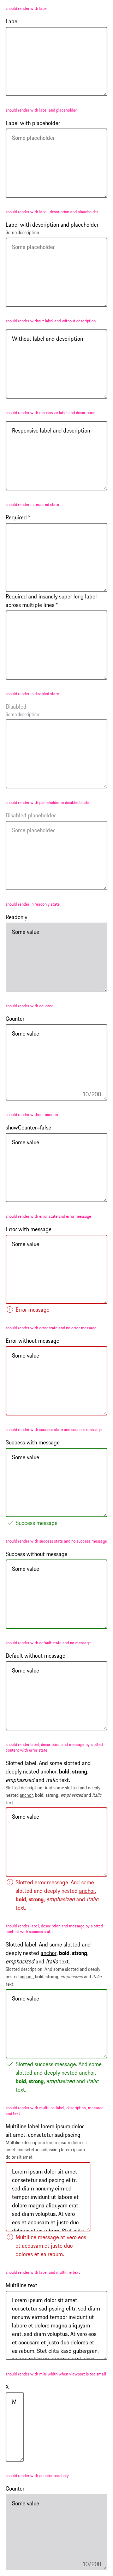 should render with label
Label
should render with label and placeholder
Label with placeholder
Some placeholder
should render with label, description and placeholder
Label with description and placeholder
Some description
Some placeholder
should render without label and without description
Without label and description
should render with responsive label and description
Responsive label and description
should render in required state
Required *
Required and insanely super long label
across multiple lines *
should render in disabled state
Disabled
Some description
should render with placeholder in disabled state
Disabled placeholder
Some placeholder
should render in readonly state
Readonly
Some value
should render with counter
Counter
Some value
10/200
should render without counter
showCounter=false
Some value
should render with error state and error message
Error with message
Some value
Error message
should render with error state and no error message
Error without message
Some value
should render with success state and success message
Success with message
Some value
Success message
should render with success state and no success message
Success without message
Some value
should render with default state and no message
Default without message
Some value
should render label, description and message by slotted
content with error state
Slotted label. And some slotted and
deeply nested anchor, bold, strong,
emphasized and italic text.
Slotted description. And some slotted and deeply
nested anchor, bold, strong, emphasized and italic
text
Some value
Slotted error message. And some
slotted and deeply nested anchor,
bold, strong, emphasized and italic
text.
should render label, description and message by slotted
content with success state
Slotted label. And some slotted and
deeply nested anchor, bold, strong,
emphasized and italic text.
Slotted description. And some slotted and deeply
nested anchor, bold, strong, emphasized and italic
text
Some value
Slotted success message. And some
slotted and deeply nested anchor,
bold, strong, emphasized and italic
text.
should render with multiline label, description, message
and text
Multiline label lorem ipsum dolor
sit amet, consetetur sadipscing
Multiline description lorem ipsum dolor sit
amet, consetetur sadipscing lorem ipsum
dolor sit amet
Lorem ipsum dolor sit amet,
consetetur sadipscing elitr,
sed diam nonumy eirmod
tempor invidunt ut labore et
dolore magna aliquyam erat,
sed diam voluptua. At vero
eos et accusam et justo duo
Multiline message at vero eos
et accusam et justo duo
dolores et ea rebum.
should render with label and multiline text
Multiline text
Lorem ipsum dolor sit amet,
consetetur sadipscing elitr, sed diam
nonumy eirmod tempor invidunt ut
labore et dolore magna aliquyam
erat, sed diam voluptua. At vero eos
et accusam et justo duo dolores et
ea rebum. Stet clita kasd gubergren,
should render with min-width when viewport is too small
X
M
should render with counter readonly
Counter
Some value
10/200